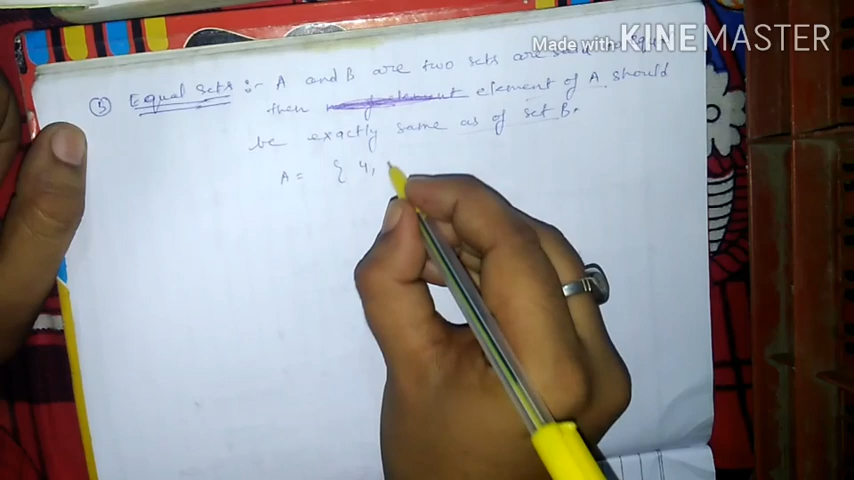 Made with KINEMASTER
⑤ Equal Sets :- A and B are two sets are
then element of A should
be exactly same as of set B.
A = { 4,